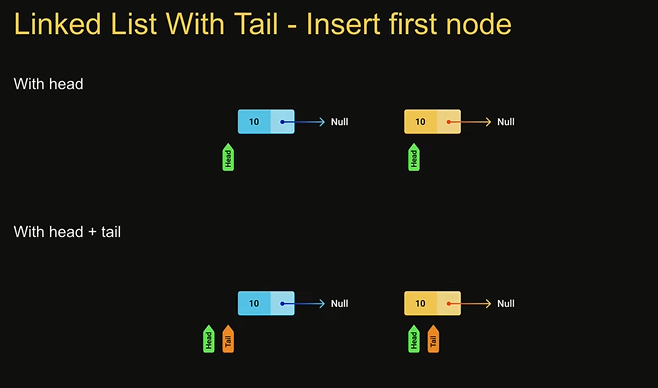 Linked List With Tail - Insert first node
With head
10 Null 10 Null
Head Head
With head + tail
10 Null 10 Null
Head Tail Head Tail